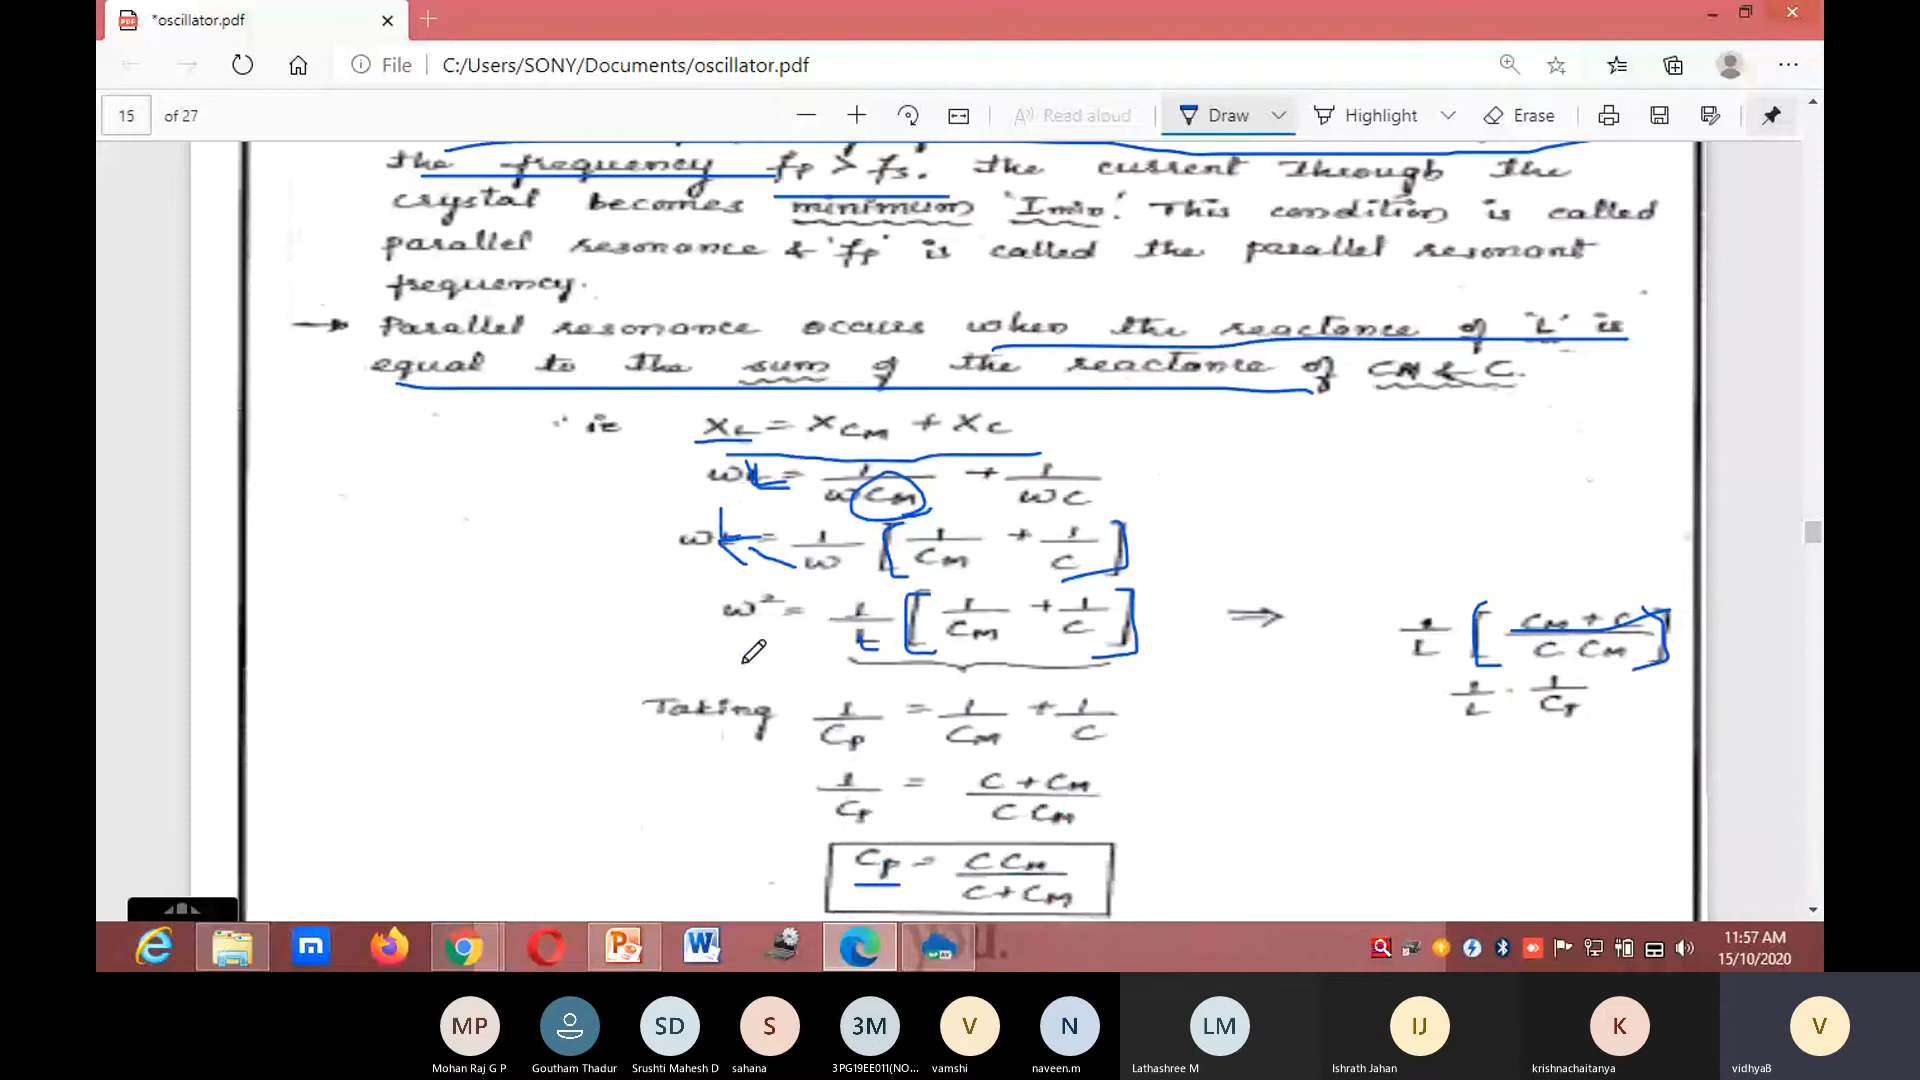 *oscillator.pdf
File C:/Users/SONY/Documents/oscillator.pdf
15 of 27
Read aloud Draw Highlight Erase
the frequency fp > fs. the current through the
crystal becomes minimum 'Imin'. This condition is called
parallel resonance & 'fp' is called the parallel resonant
frequency.
→ Parallel resonance occurs when the reactance of 'L' is
equal to the sum of the reactance of CM & C.
ie XL = XCM + XC
ωL = 1/ωCM + 1/ωC
ωL = 1/ω [1/CM + 1/C]
ω² = 1/L [1/CM + 1/C] ⇒ 1/L [CM + C / C CM]
1/L · 1/CP
Taking 1/CP = 1/CM + 1/C
1/CP = C + CM / C CM
CP = C CM / C + CM
you.
11:57 AM
15/10/2020
MP SD S 3M V N LM IJ K V
Mohan Raj G P Goutham Thadur Srushti Mahesh D sahana 3PG19EE011(NO... vamshi naveen.m Lathashree M Ishrath Jahan krishnachaitanya vidhyaB